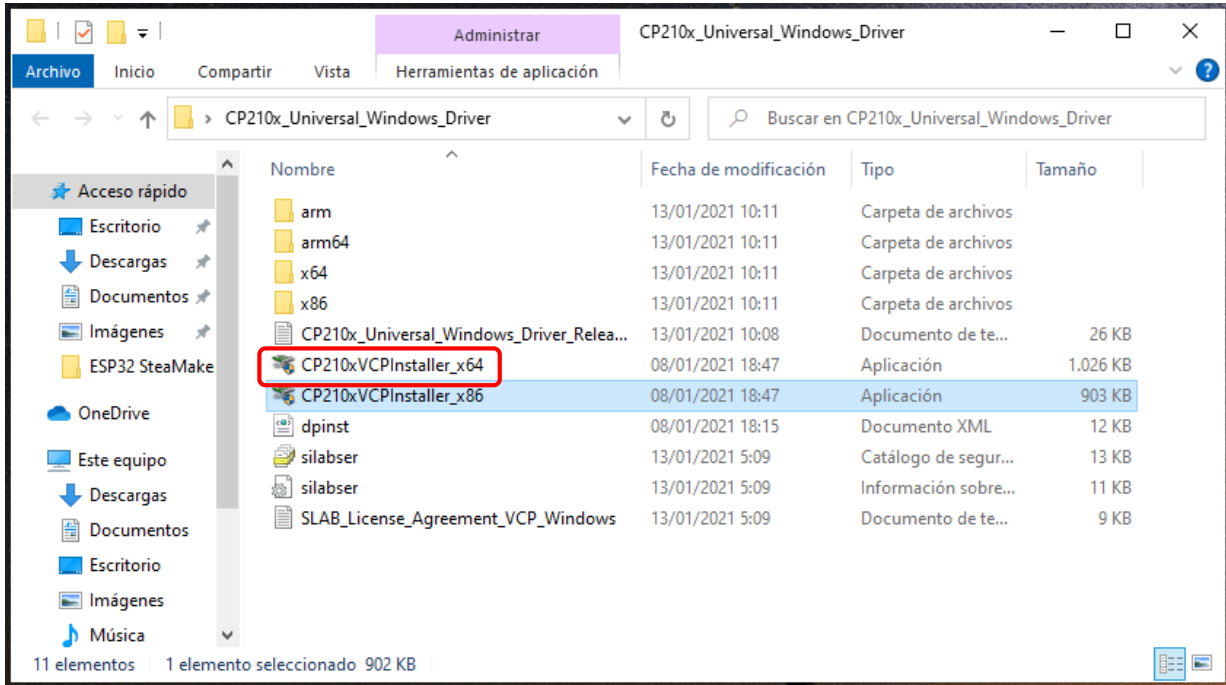 Administrar
CP210x_Universal_Windows_Driver
Archivo Inicio Compartir Vista Herramientas de aplicación
CP210x_Universal_Windows_Driver
Buscar en CP210x_Universal_Windows_Driver
Nombre Fecha de modificación Tipo Tamaño
Acceso rápido
Escritorio
Descargas
Documentos
Imágenes
ESP32 SteaMake
OneDrive
Este equipo
Descargas
Documentos
Escritorio
Imágenes
Música
arm 13/01/2021 10:11 Carpeta de archivos
arm64 13/01/2021 10:11 Carpeta de archivos
x64 13/01/2021 10:11 Carpeta de archivos
x86 13/01/2021 10:11 Carpeta de archivos
CP210x_Universal_Windows_Driver_Relea... 13/01/2021 10:08 Documento de te... 26 KB
CP210xVCPInstaller_x64 08/01/2021 18:47 Aplicación 1.026 KB
CP210xVCPInstaller_x86 08/01/2021 18:47 Aplicación 903 KB
dpinst 08/01/2021 18:15 Documento XML 12 KB
silabser 13/01/2021 5:09 Catálogo de segur... 13 KB
silabser 13/01/2021 5:09 Información sobre... 11 KB
SLAB_License_Agreement_VCP_Windows 13/01/2021 5:09 Documento de te... 9 KB
11 elementos 1 elemento seleccionado 902 KB